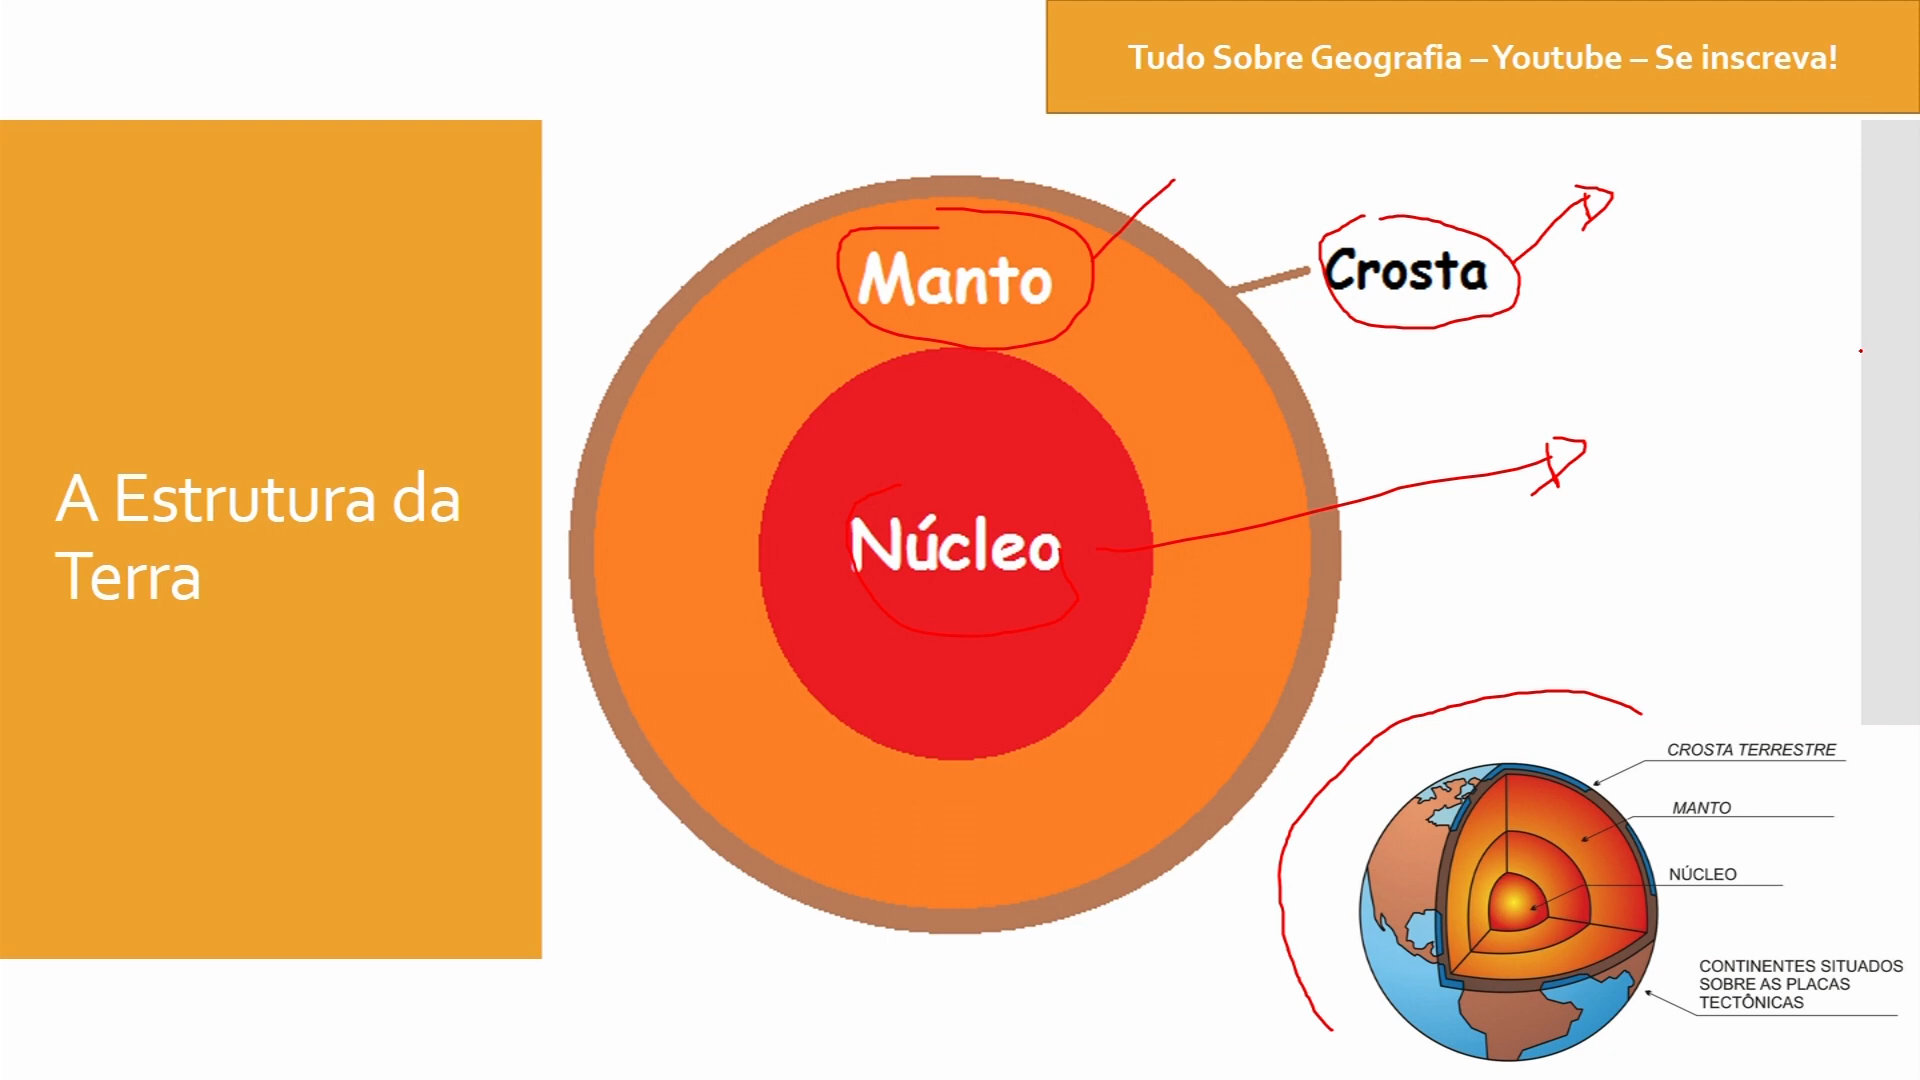 Tudo Sobre Geografia – Youtube – Se inscreva!
A Estrutura da
Terra
Manto
Crosta
Núcleo
CROSTA TERRESTRE
MANTO
NÚCLEO
CONTINENTES SITUADOS
SOBRE AS PLACAS
TECTÔNICAS